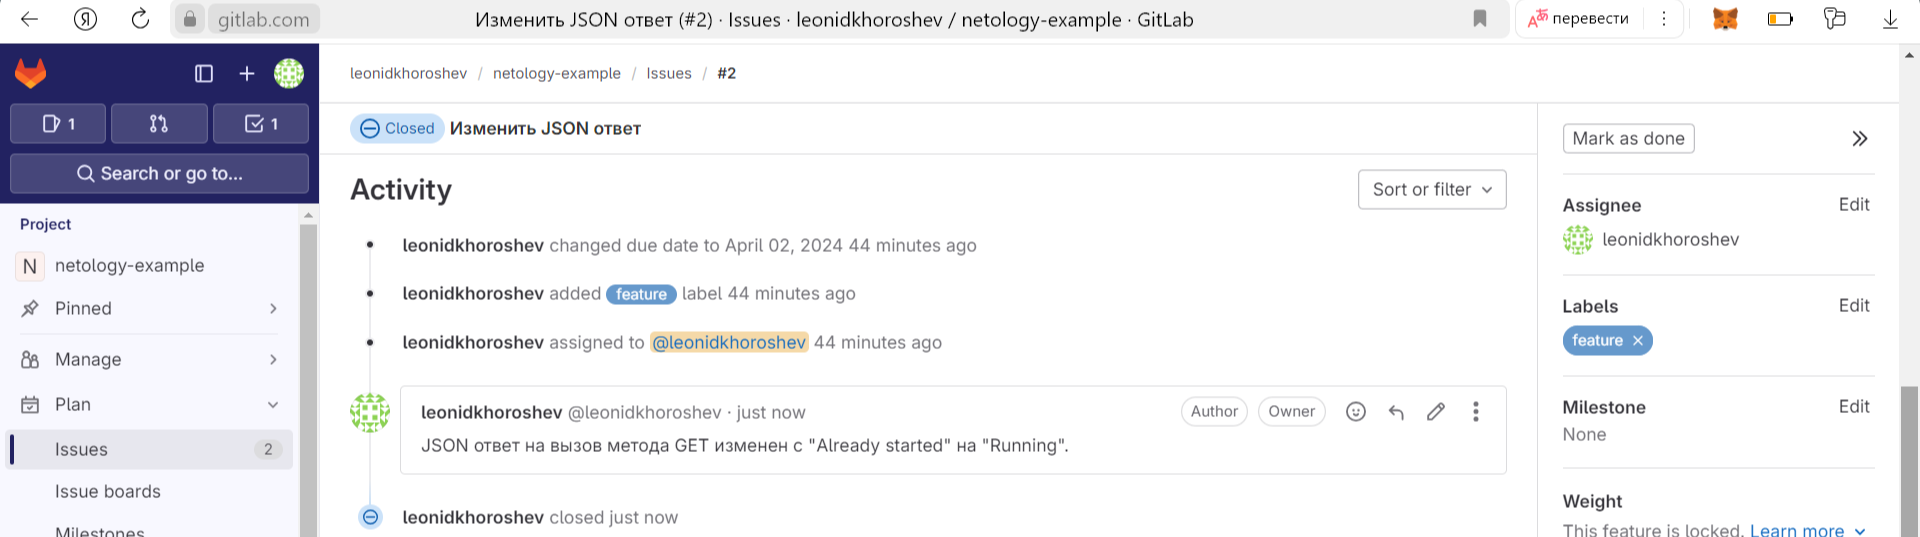 gitlab.com Изменить JSON ответ (#2) · Issues · leonidkhoroshev / netology-example · GitLab перевести
leonidkhoroshev / netology-example / Issues / #2
1 1
Search or go to...
Project
N netology-example
Pinned
Manage
Plan
Issues 2
Issue boards
Milestones
Closed Изменить JSON ответ
Activity
Sort or filter
leonidkhoroshev changed due date to April 02, 2024 44 minutes ago
leonidkhoroshev added feature label 44 minutes ago
leonidkhoroshev assigned to @leonidkhoroshev 44 minutes ago
leonidkhoroshev @leonidkhoroshev · just now Author Owner
JSON ответ на вызов метода GET изменен с "Already started" на "Running".
leonidkhoroshev closed just now
Mark as done
Assignee Edit
leonidkhoroshev
Labels Edit
feature ×
Milestone Edit
None
Weight
This feature is locked. Learn more